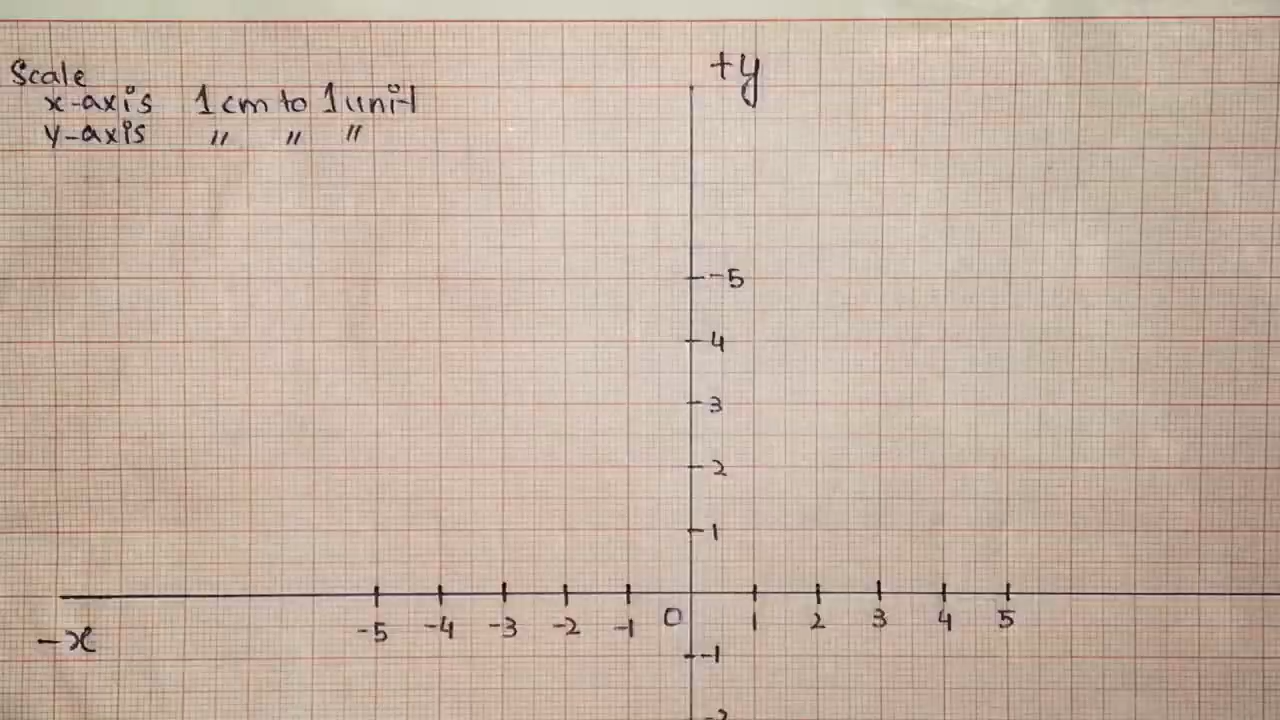 Scale
x-axis 1 cm to 1 unit
y-axis " " "
+y
-5
4
3
2
1
-5 -4 -3 -2 -1 0 1 2 3 4 5
-x
-1
-2